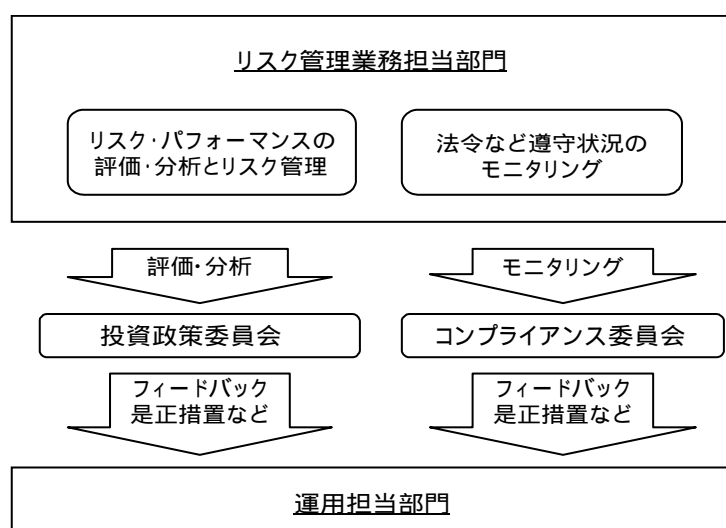 リスク管理業務担当部門
リスク･パフォーマンスの
評価･分析とリスク管理
法令など遵守状況の
モニタリング
評価･分析
モニタリング
投資政策委員会
コンプライアンス委員会
フィードバック
是正措置など
フィードバック
是正措置など
運用担当部門